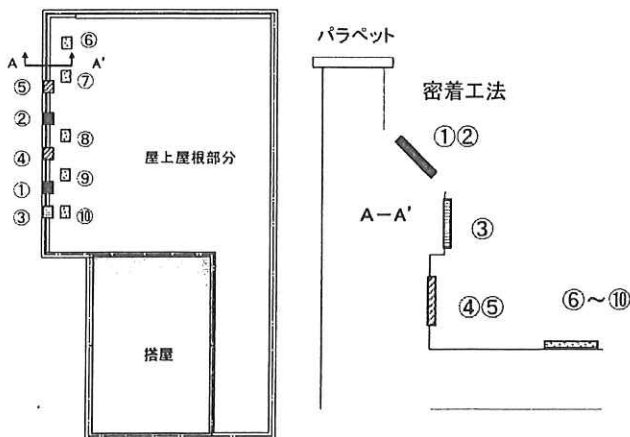 ⑥
A A'
⑦
⑤
②
⑧
④
屋上屋根部分
⑨
①
③
⑩
搭屋
パラペット
密着工法
①②
A－A'
③
④⑤
⑥～⑩